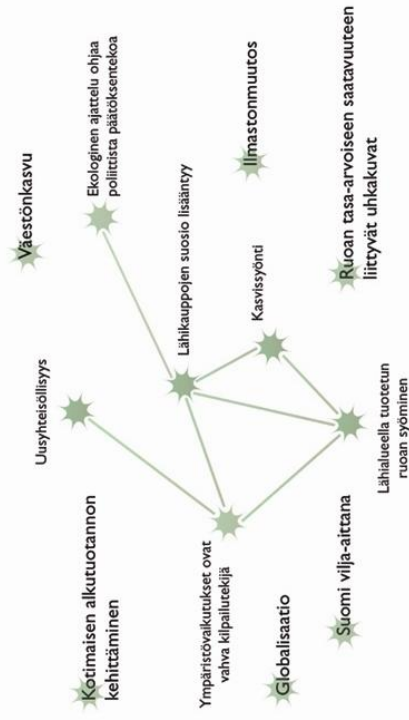 Väestönkasvu
Ekologinen ajattelu ohjaa
poliittista päätöksentekoa
Uusyhteisöllisyys
Kotimaisen alkutuotannon
kehittäminen
Lähikauppojen suosio lisääntyy
Ilmastonmuutos
Ympäristövaikutukset ovat
vahva kilpailutekijä
Kasvissyönti
Globalisaatio
Suomi vilja-aittana
Lähialueella tuotetun
ruoan syöminen
Ruoan tasa-arvoiseen saatavuuteen
liittyvät uhkakuvat